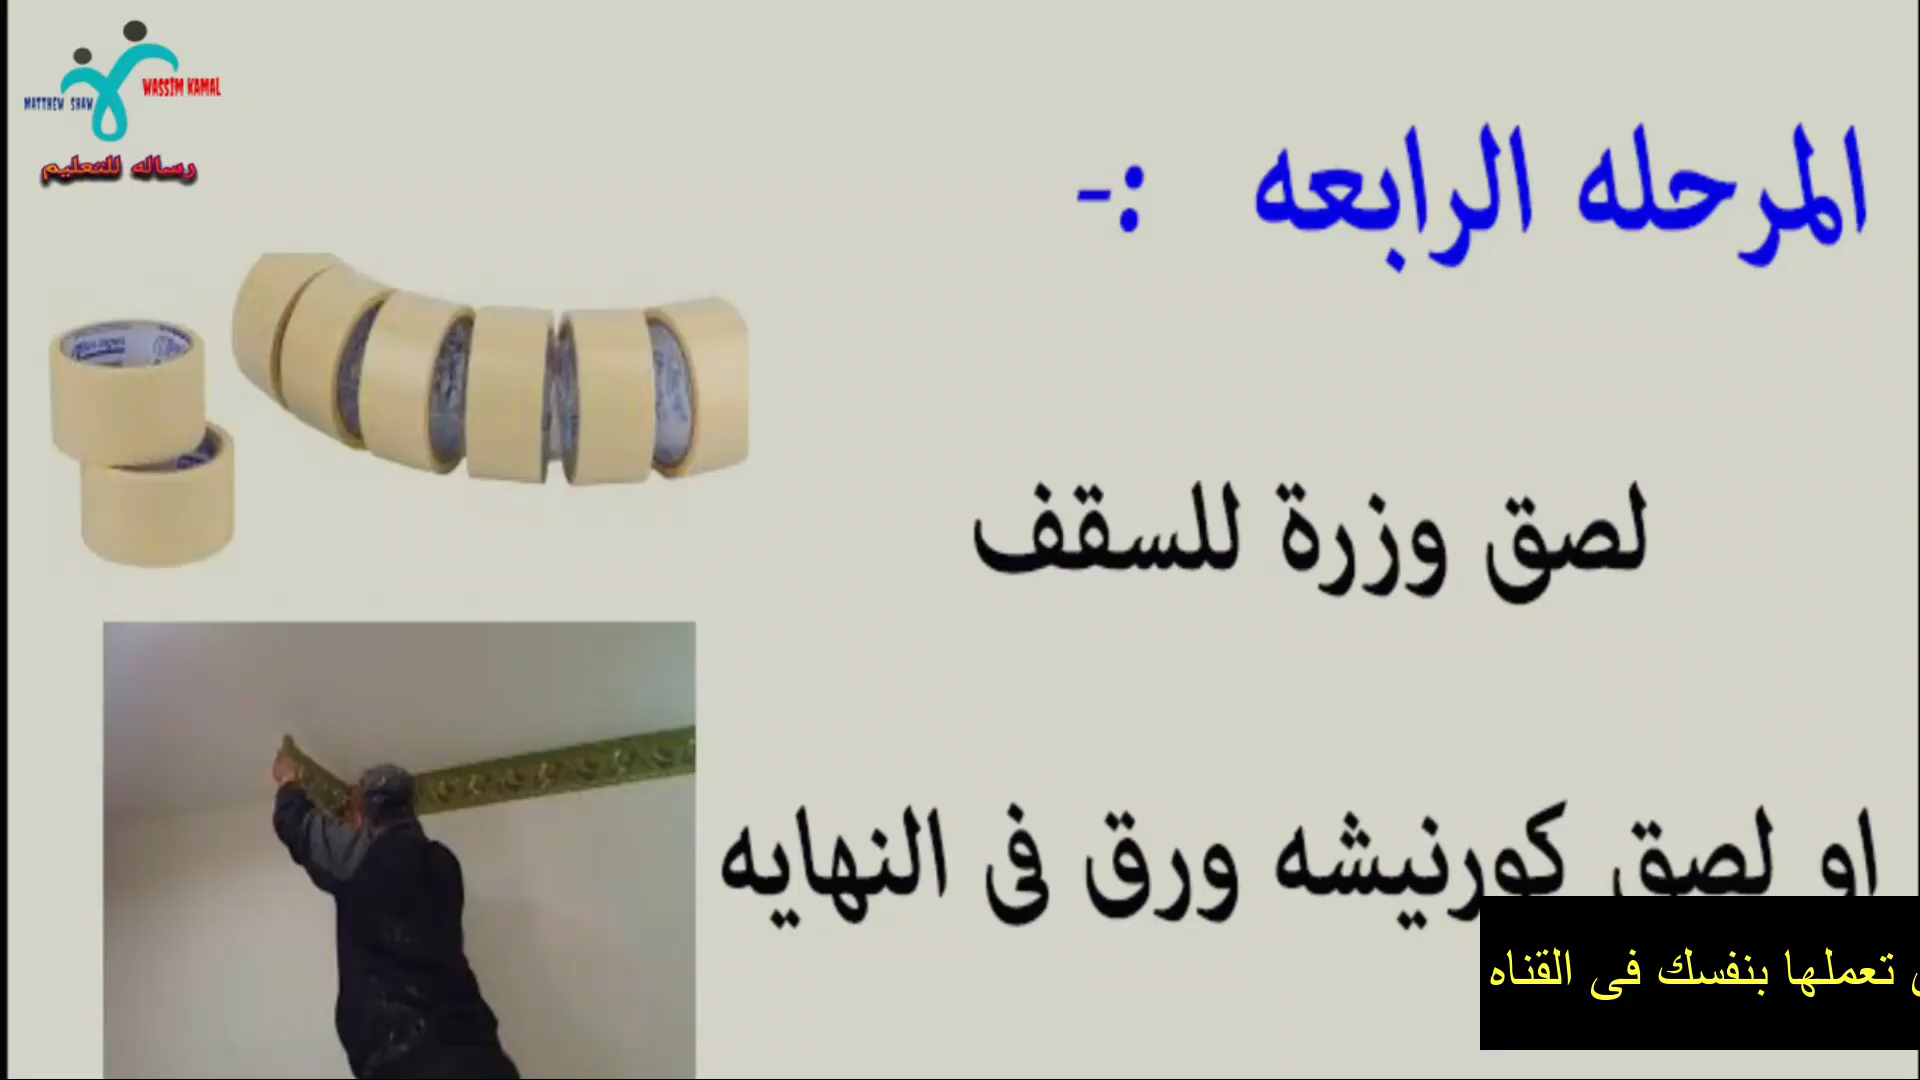 MATTHEW SHAW
WASSIM KAMAL
رساله للتعليم
المرحله الرابعه :-
لصق وزرة للسقف
او لصق كورنيشه ورق فى النهايه
تعملها بنفسك فى القناه